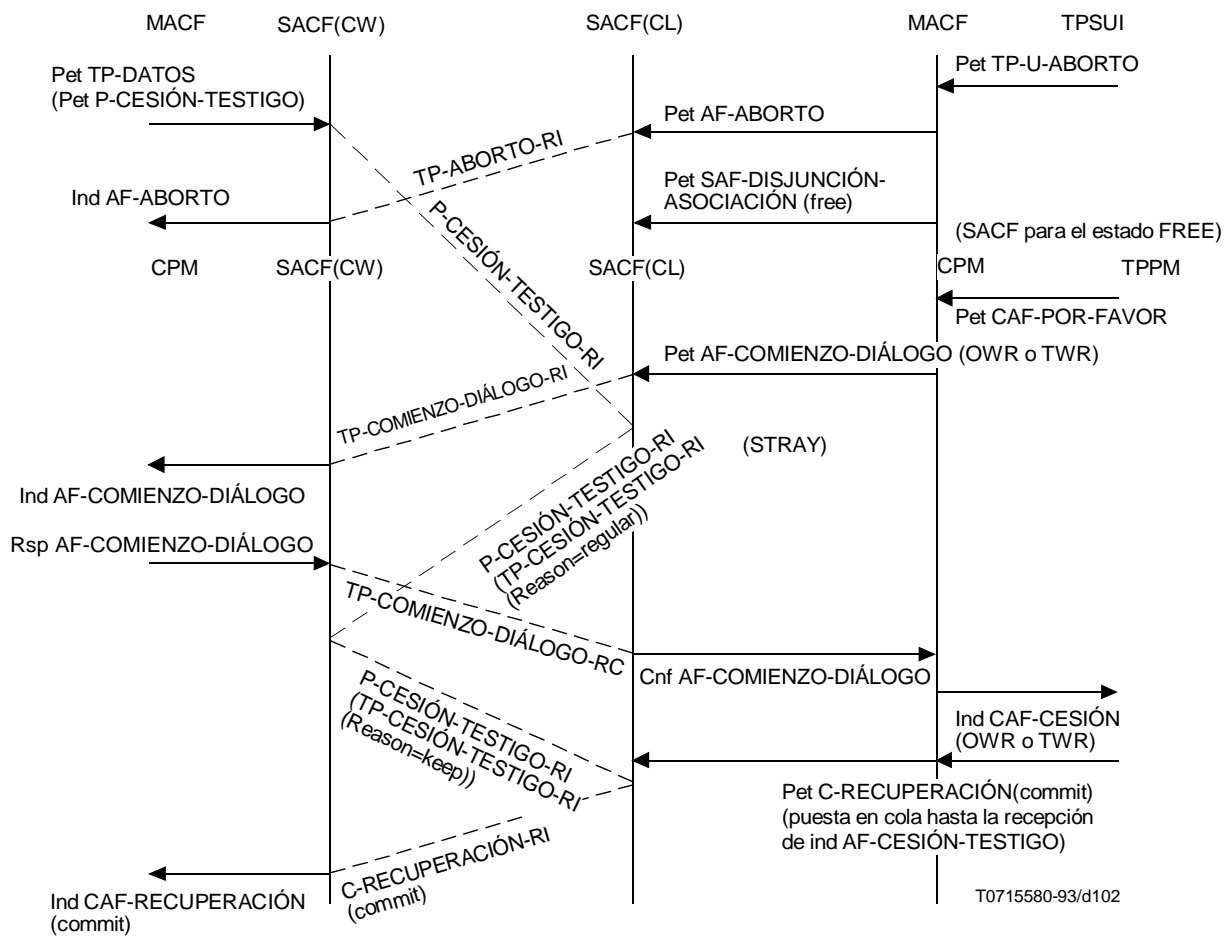 MACF SACF(CW) SACF(CL) MACF TPSUI
Pet TP-DATOS
(Pet P-CESIÓN-TESTIGO)
Pet TP-U-ABORTO
Pet AF-ABORTO
TP-ABORTO-RI
Ind AF-ABORTO
Pet SAF-DISJUNCIÓN-
ASOCIACIÓN (free)
P-CESIÓN-TESTIGO-RI
(SACF para el estado FREE)
CPM SACF(CW) SACF(CL) CPM TPPM
Pet CAF-POR-FAVOR
Pet AF-COMIENZO-DIÁLOGO (OWR o TWR)
TP-COMIENZO-DIÁLOGO-RI
(STRAY)
Ind AF-COMIENZO-DIÁLOGO
P-CESIÓN-TESTIGO-RI
(TP-CESIÓN-TESTIGO-RI
(Reason=regular))
Rsp AF-COMIENZO-DIÁLOGO
TP-COMIENZO-DIÁLOGO-RC
Cnf AF-COMIENZO-DIÁLOGO
P-CESIÓN-TESTIGO-RI
(TP-CESIÓN-TESTIGO-RI
(Reason=keep))
Ind CAF-CESIÓN
(OWR o TWR)
Pet C-RECUPERACIÓN(commit)
(puesta en cola hasta la recepción
de ind AF-CESIÓN-TESTIGO)
C-RECUPERACIÓN-RI
(commit)
Ind CAF-RECUPERACIÓN
(commit)
T0715580-93/d102